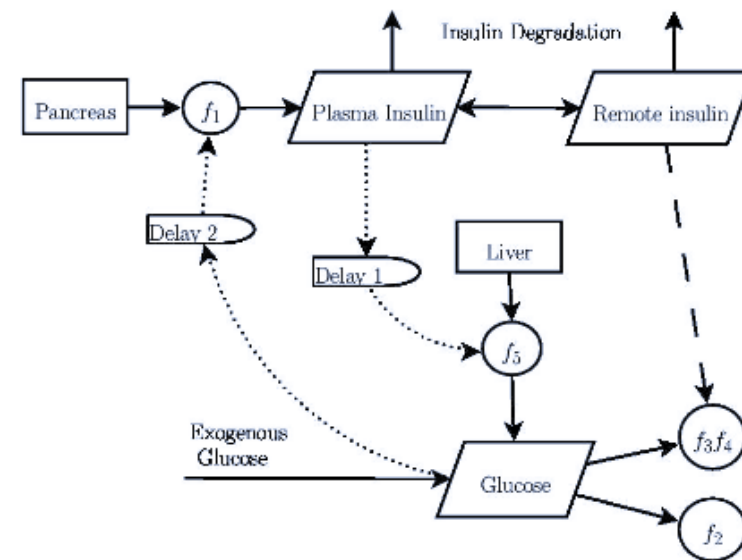 Insulin Degradation
Pancreas
f1
Plasma Insulin
Remote insulin
Delay 2
Delay 1
Liver
f5
Exogenous
Glucose
Glucose
f3f4
f2